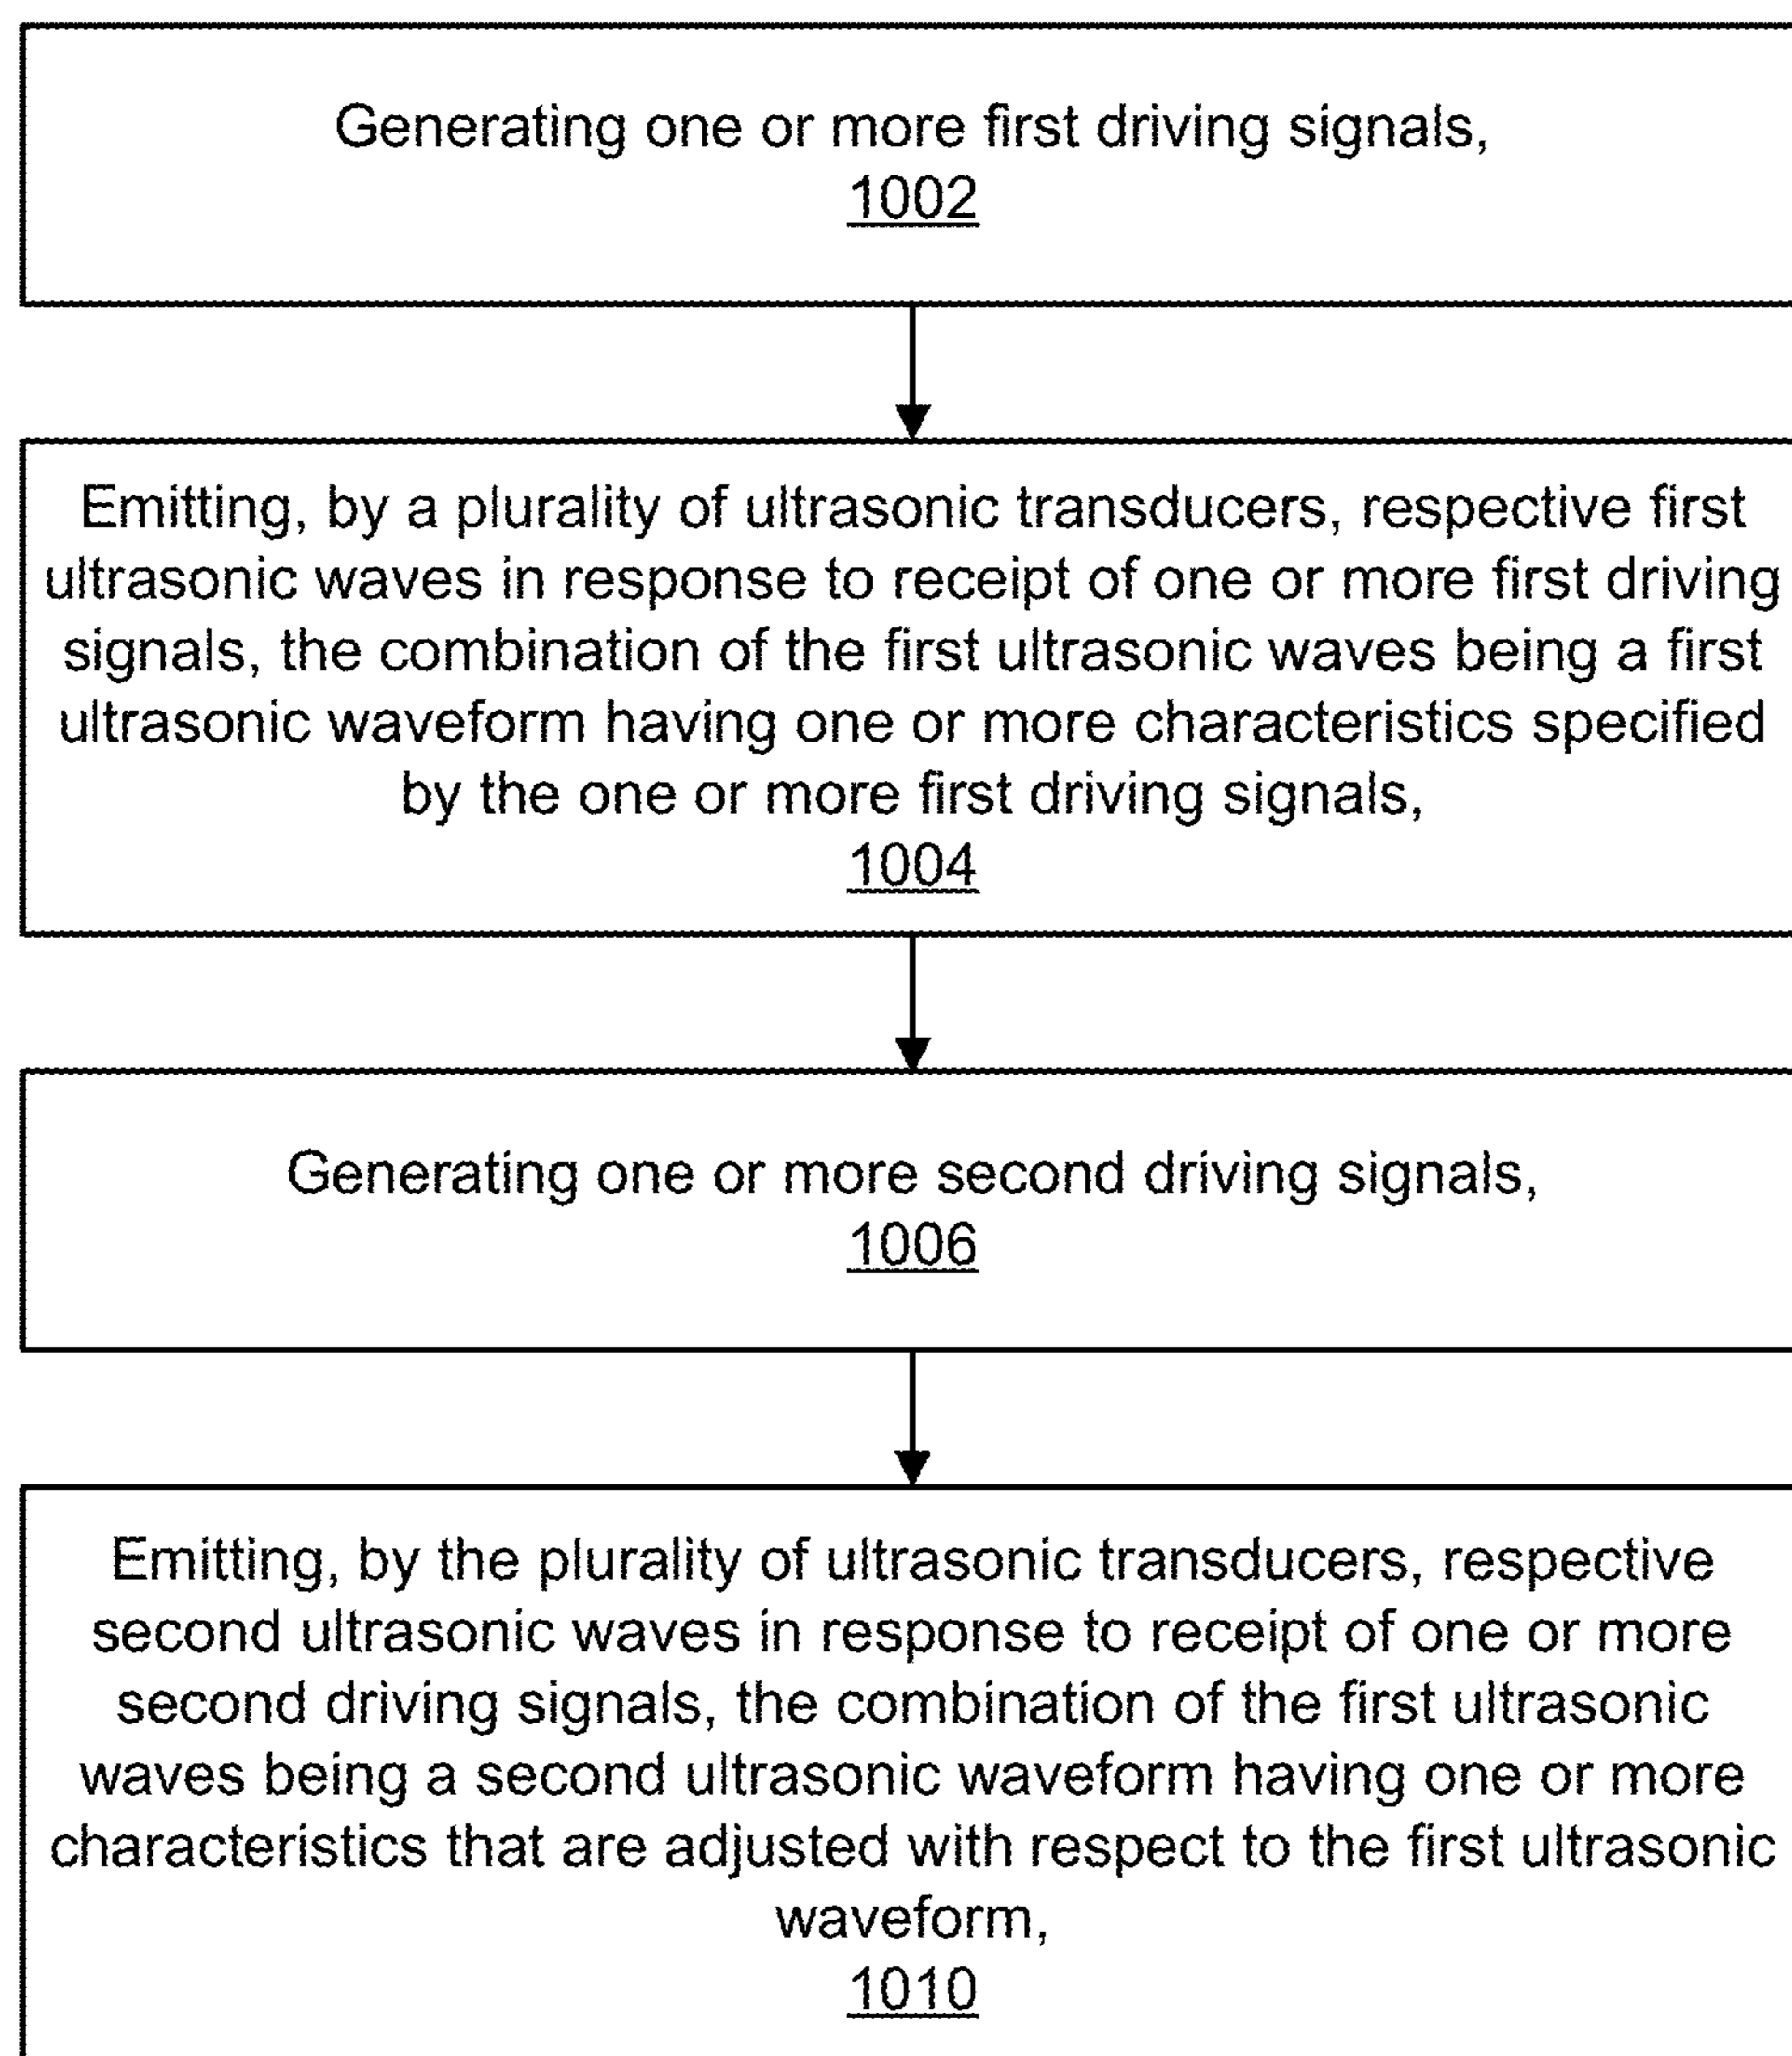 Generating one or more first driving signals,
1002
Emitting, by a plurality of ultrasonic transducers, respective first
ultrasonic waves in response to receipt of one or more first driving
signals, the combination of the first ultrasonic waves being a first
ultrasonic waveform having one or more characteristics specified
by the one or more first driving signals,
1004
Generating one or more second driving signals,
1006
Emitting, by the plurality of ultrasonic transducers, respective
second ultrasonic waves in response to receipt of one or more
second driving signals, the combination of the first ultrasonic
waves being a second ultrasonic waveform having one or more
characteristics that are adjusted with respect to the first ultrasonic
waveform,
1010